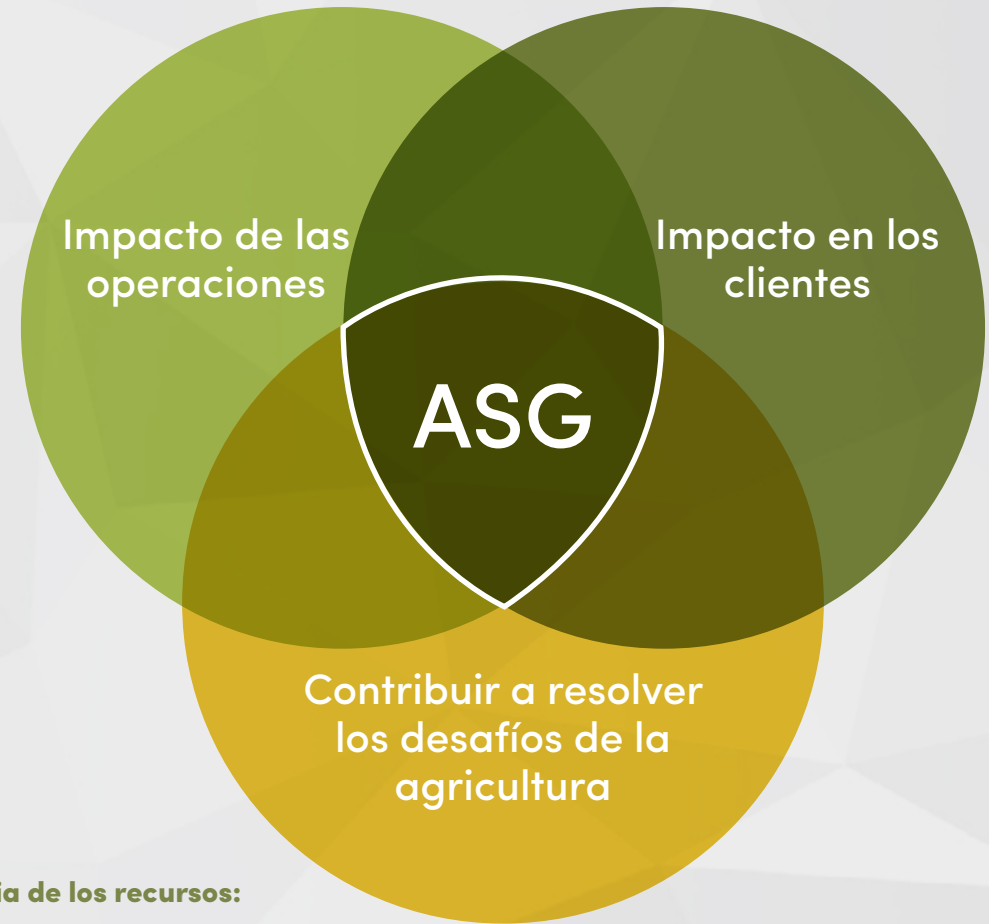 Impacto de las
operaciones
Impacto en los
clientes
ASG
Contribuir a resolver
los desafíos de la
agricultura
de los recursos: